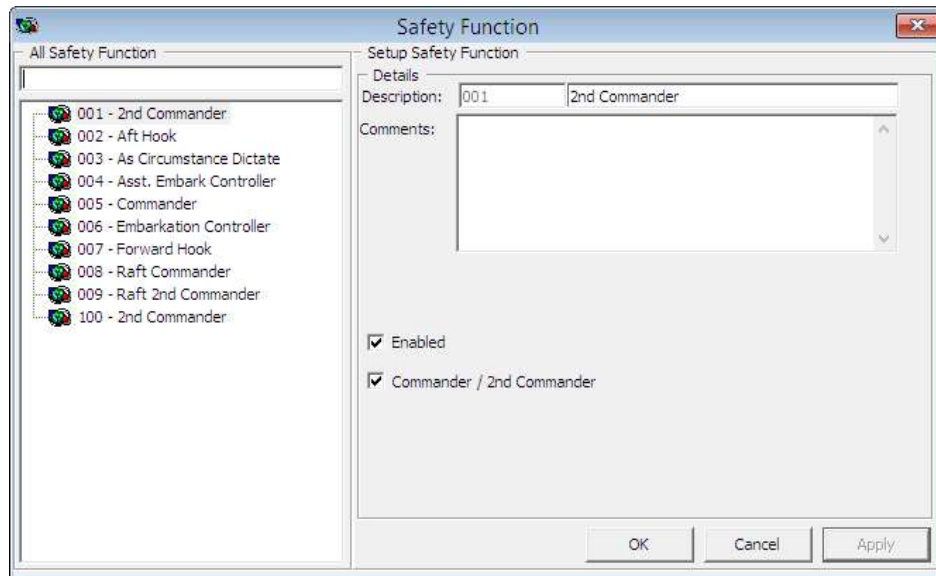 Safety Function
All Safety Function
001 - 2nd Commander
002 - Aft Hook
003 - As Circumstance Dictate
004 - Asst. Embark Controller
005 - Commander
006 - Embarkation Controller
007 - Forward Hook
008 - Raft Commander
009 - Raft 2nd Commander
100 - 2nd Commander
Setup Safety Function
Details
Description: 001 2nd Commander
Comments:
Enabled
Commander / 2nd Commander
OK Cancel Apply